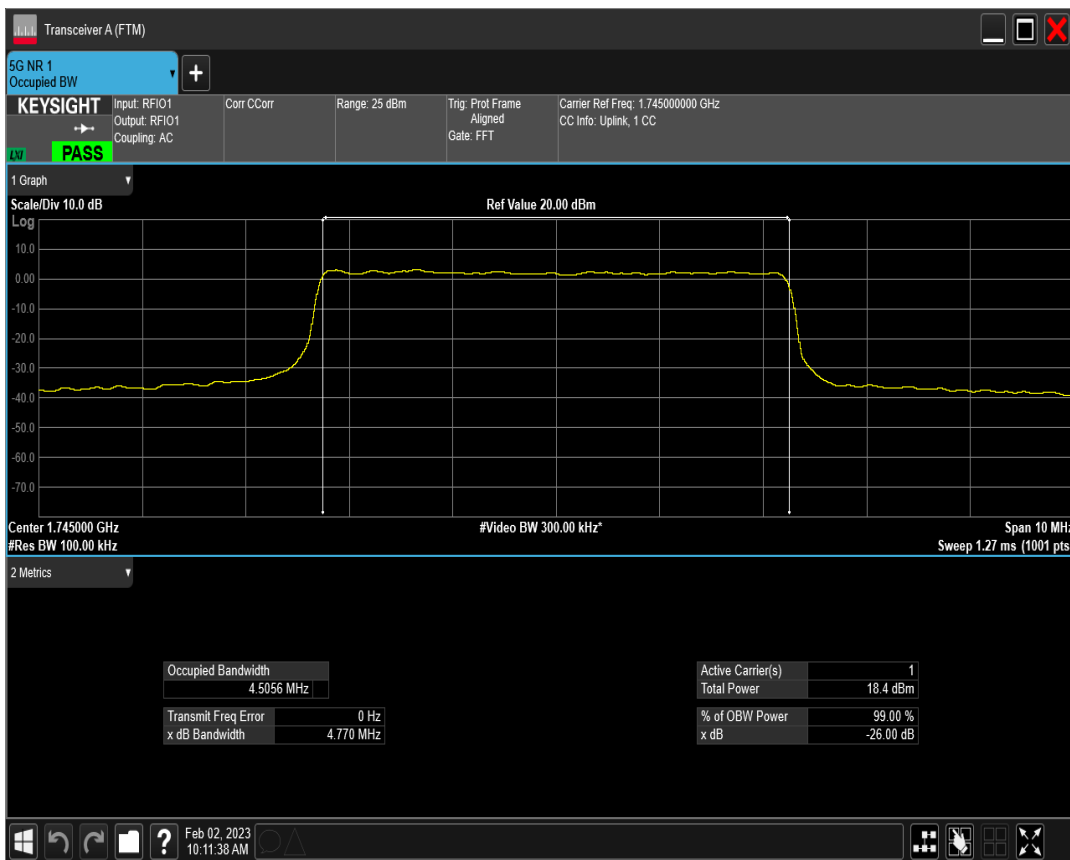 Transceiver A (FTM)
5G NR 1
Occupied BW
+
KEYSIGHT
LXI
PASS
Input: RFIO1
Output: RFIO1
Coupling: AC
Corr CCorr
Range: 25 dBm
Trig: Prot Frame
Aligned
Gate: FFT
Carrier Ref Freq: 1.745000000 GHz
CC Info: Uplink, 1 CC
1 Graph
Scale/Div 10.0 dB
Ref Value 20.00 dBm
Log
10.0
0.00
-10.0
-20.0
-30.0
-40.0
-50.0
-60.0
-70.0
Center 1.745000 GHz
#Video BW 300.00 kHz*
Span 10 MHz
#Res BW 100.00 kHz
Sweep 1.27 ms (1001 pts
2 Metrics
Occupied Bandwidth
4.5056 MHz
Transmit Freq Error 0 Hz
x dB Bandwidth 4.770 MHz
Active Carrier(s) 1
Total Power 18.4 dBm
% of OBW Power 99.00 %
x dB -26.00 dB
?
Feb 02, 2023
10:11:38 AM